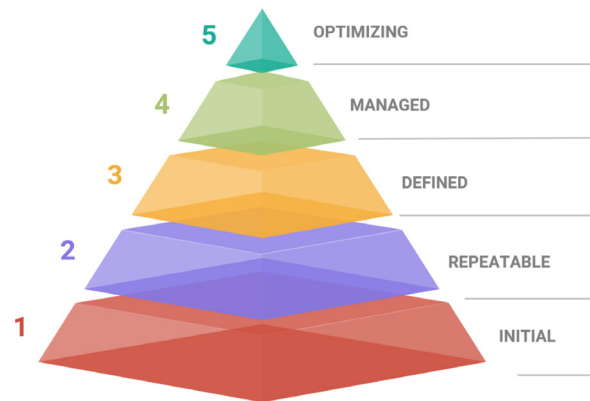 5 OPTIMIZING
4 MANAGED
3 DEFINED
2 REPEATABLE
1 INITIAL